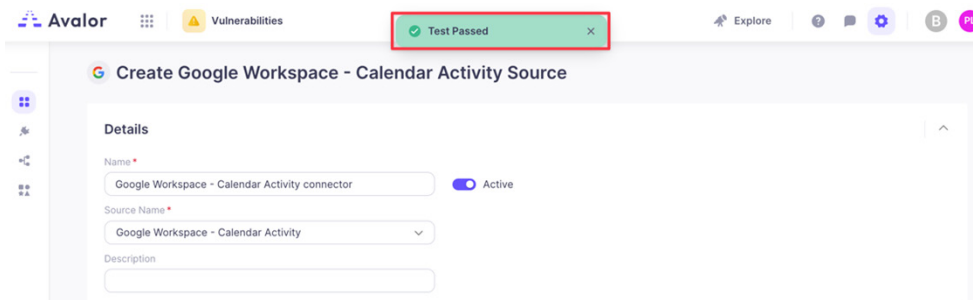 Avalor
Vulnerabilities
Test Passed
Explore
B
Create Google Workspace - Calendar Activity Source
Details
Name *
Google Workspace - Calendar Activity connector
Active
Source Name *
Google Workspace - Calendar Activity
Description